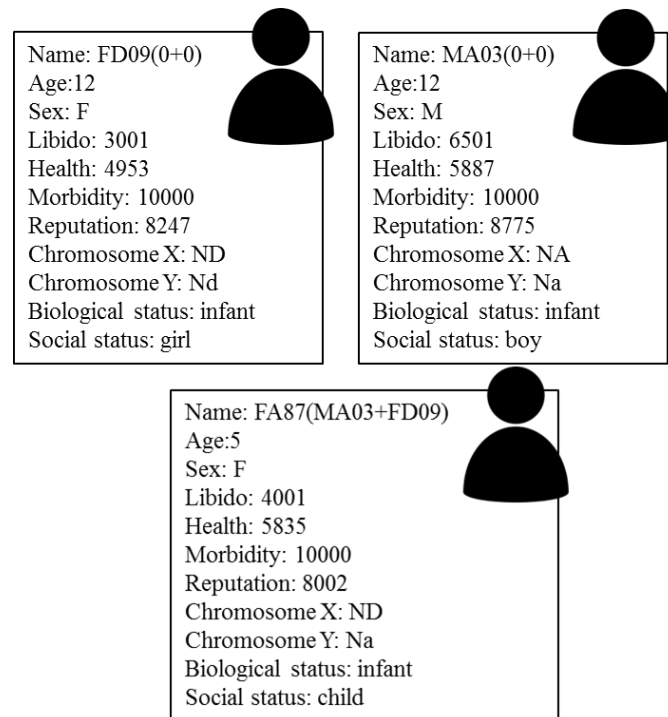 Name: FD09(0+0)
Age:12
Sex: F
Libido: 3001
Health: 4953
Morbidity: 10000
Reputation: 8247
Chromosome X: ND
Chromosome Y: Nd
Biological status: infant
Social status: girl
Name: MA03(0+0)
Age:12
Sex: M
Libido: 6501
Health: 5887
Morbidity: 10000
Reputation: 8775
Chromosome X: NA
Chromosome Y: Na
Biological status: infant
Social status: boy
Name: FA87(MA03+FD09)
Age:5
Sex: F
Libido: 4001
Health: 5835
Morbidity: 10000
Reputation: 8002
Chromosome X: ND
Chromosome Y: Na
Biological status: infant
Social status: child